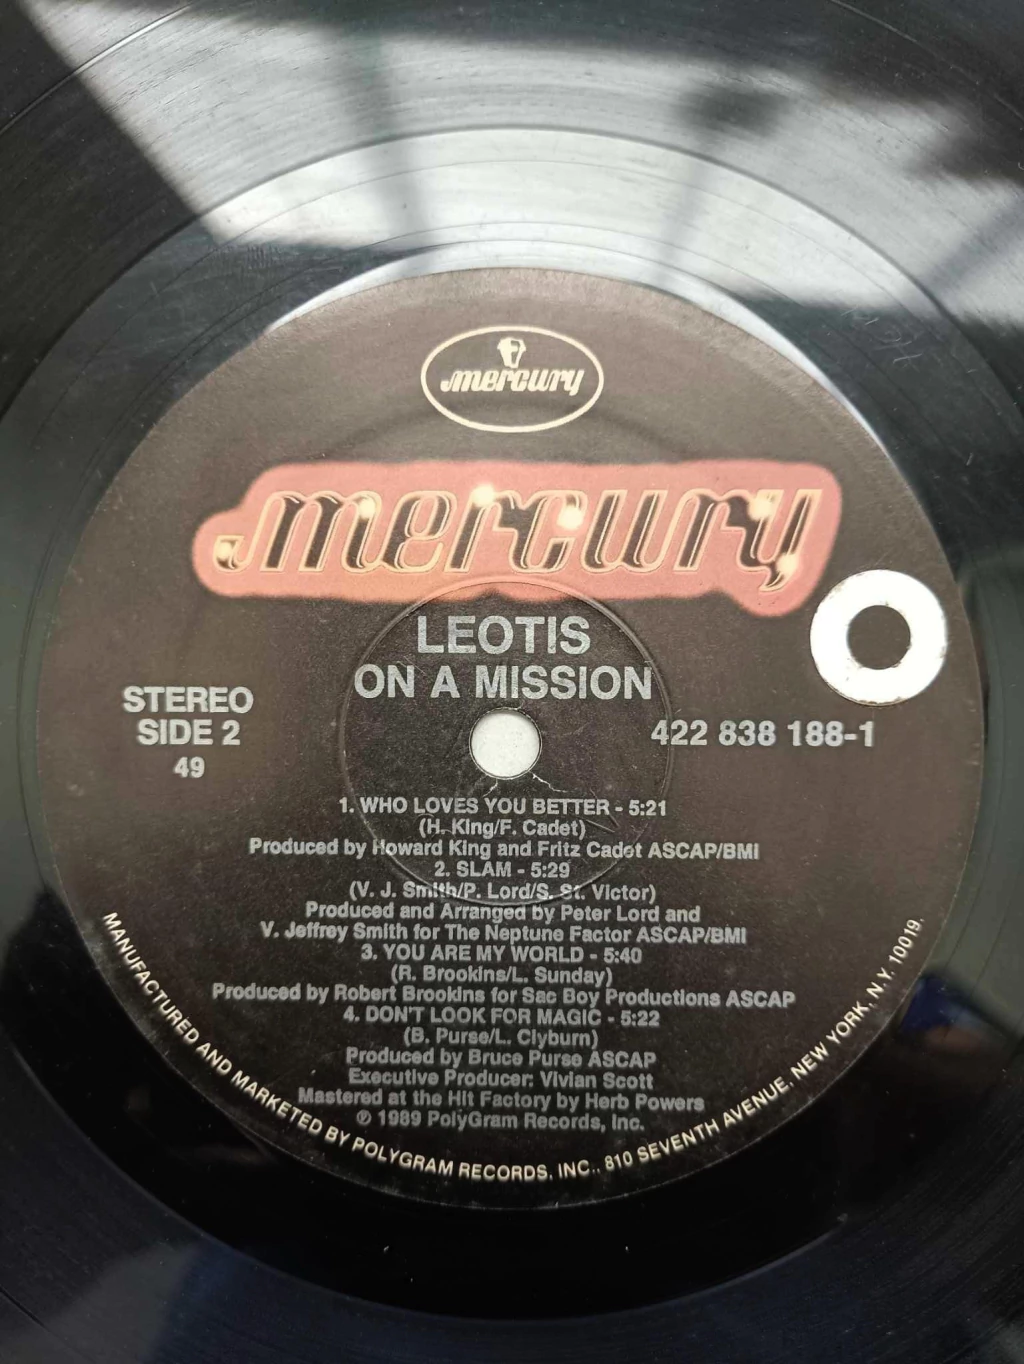 mercury
mercury
LEOTIS
ON A MISSION
STEREO
SIDE 2
49
422 838 188-1
1. WHO LOVES YOU BETTER - 5:21
(H. King/F. Cadet)
Produced by Howard King and Fritz Cadet ASCAP/BMI
2. SLAM - 5:29
(V. J. Smith/P. Lord/S. St. Victor)
Produced and Arranged by Peter Lord and
V. Jeffrey Smith for The Neptune Factor ASCAP/BMI
3. YOU ARE MY WORLD - 5:40
(R. Brookins/L. Sunday)
Produced by Robert Brookins for Sac Boy Productions ASCAP
4. DON'T LOOK FOR MAGIC - 5:22
(B. Purse/L. Clyburn)
Produced by Bruce Purse ASCAP
Executive Producer: Vivian Scott
Mastered at the Hit Factory by Herb Powers
℗ 1989 PolyGram Records, Inc.
MANUFACTURED AND MARKETED BY POLYGRAM RECORDS, INC., 810 SEVENTH AVENUE, NEW YORK, N.Y. 10019.